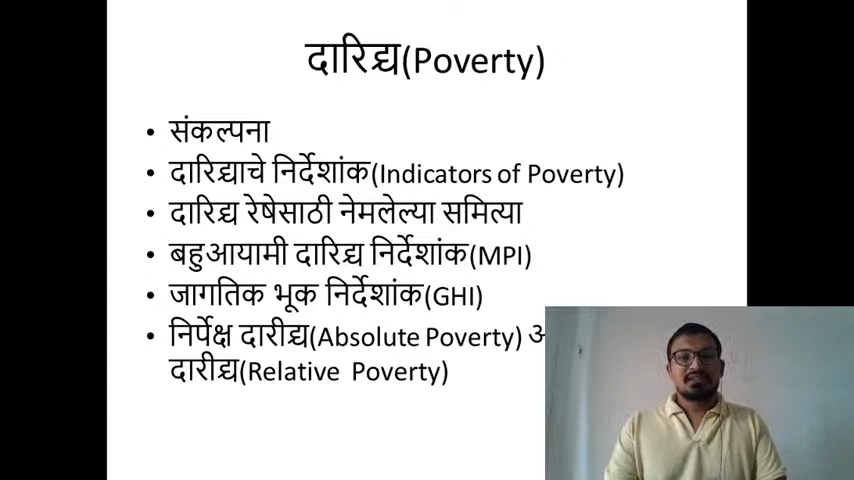 दारिद्र्य(Poverty)
• संकल्पना
• दारिद्र्याचे निर्देशांक(Indicators of Poverty)
• दारिद्र्य रेषेसाठी नेमलेल्या समित्या
• बहुआयामी दारिद्र्य निर्देशांक(MPI)
• जागतिक भूक निर्देशांक(GHI)
• निर्पेक्ष दारीद्र्य(Absolute Poverty)
दारीद्र्य(Relative Poverty)